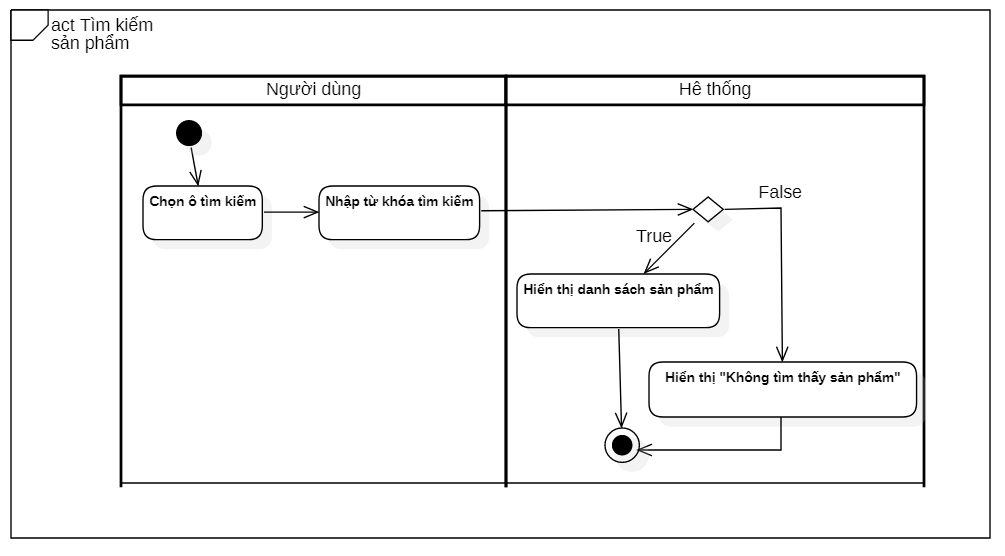 act Tìm kiếm
sản phẩm
Người dùng
Hê thống
Chọn ô tìm kiếm
Nhập từ khóa tìm kiếm
False
True
Hiển thị danh sách sản phẩm
Hiển thị "Không tìm thấy sản phẩm"